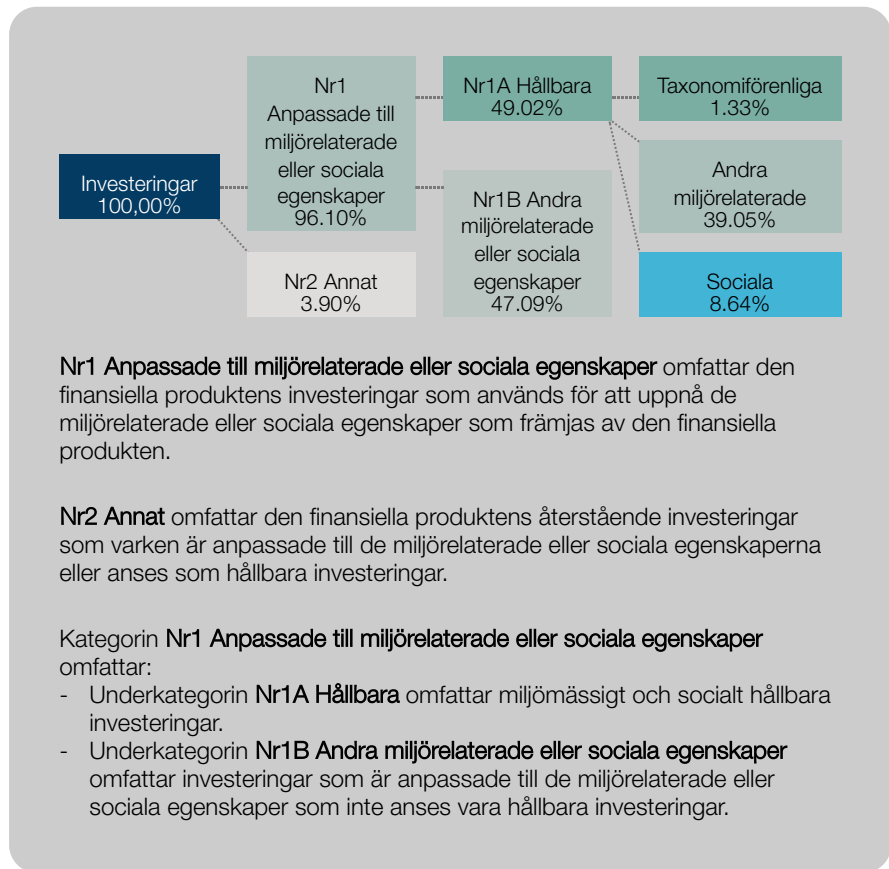 Investeringar
100,00%
Nr1
Anpassade till
miljörelaterade
eller sociala
egenskaper
96.10%
Nr2 Annat
3.90%
Nr1A Hållbara
49.02%
Nr1B Andra
miljörelaterade
eller sociala
egenskaper
47.09%
Taxonomiförenliga
1.33%
Andra
miljörelaterade
39.05%
Sociala
8.64%
Nr1 Anpassade till miljörelaterade eller sociala egenskaper omfattar den
finansiella produktens investeringar som används för att uppnå de
miljörelaterade eller sociala egenskaper som främjas av den finansiella
produkten.
Nr2 Annat omfattar den finansiella produktens återstående investeringar
som varken är anpassade till de miljörelaterade eller sociala egenskaperna
eller anses som hållbara investeringar.
Kategorin Nr1 Anpassade till miljörelaterade eller sociala egenskaper
omfattar:
- Underkategorin Nr1A Hållbara omfattar miljömässigt och socialt hållbara
investeringar.
- Underkategorin Nr1B Andra miljörelaterade eller sociala egenskaper
omfattar investeringar som är anpassade till de miljörelaterade eller
sociala egenskaper som inte anses vara hållbara investeringar.